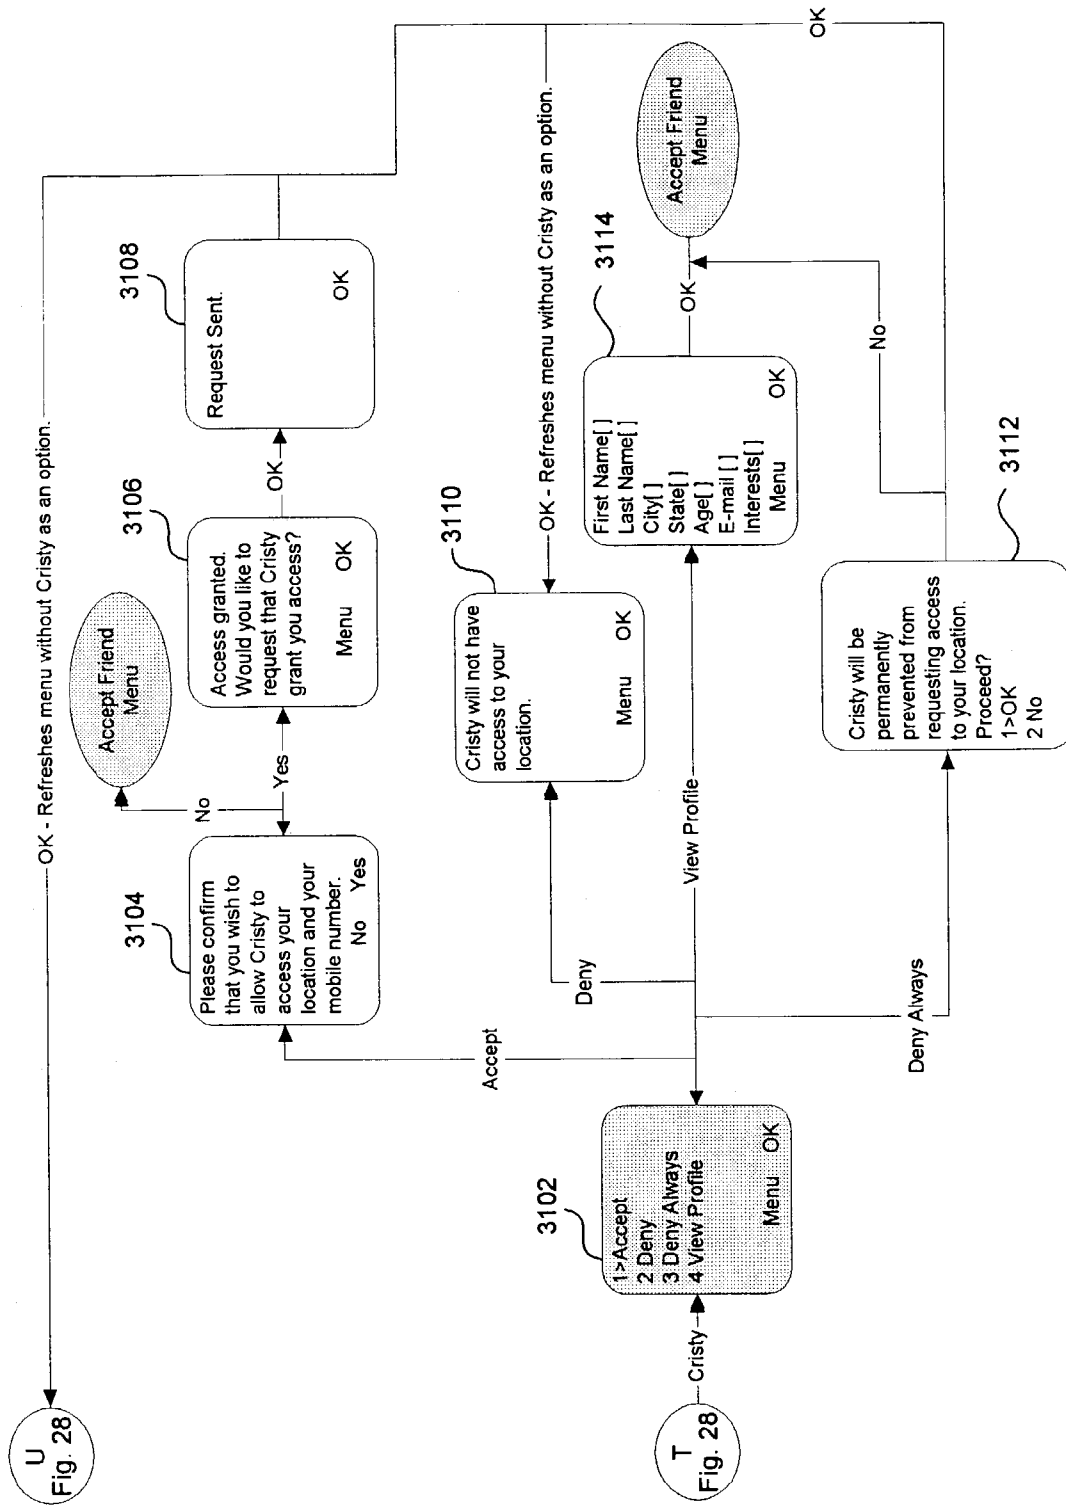 U
Fig. 28
OK - Refreshes menu without Cristy as an option.
Accept Friend
Menu
No
Yes
3104
Please confirm
that you wish to
allow Cristy to
access your
location and your
mobile number.
No Yes
3106
Access granted.
Would you like to
request that Cristy
grant you access?
Menu OK
OK
3108
Request Sent.
OK
Accept
Deny
3110
Cristy will not have
access to your
location.
Menu OK
OK - Refreshes menu without Cristy as an option.
T
Fig. 28
Cristy
3102
1>Accept
2 Deny
3 Deny Always
4 View Profile
Menu OK
View Profile
3114
First Name[ ]
Last Name[ ]
City[ ]
State[ ]
Age[ ]
E-mail [ ]
Interests[ ]
Menu OK
OK
Accept Friend
Menu
Deny Always
Cristy will be
permanently
prevented from
requesting access
to your location.
Proceed?
1>OK
2 No
3112
No
OK